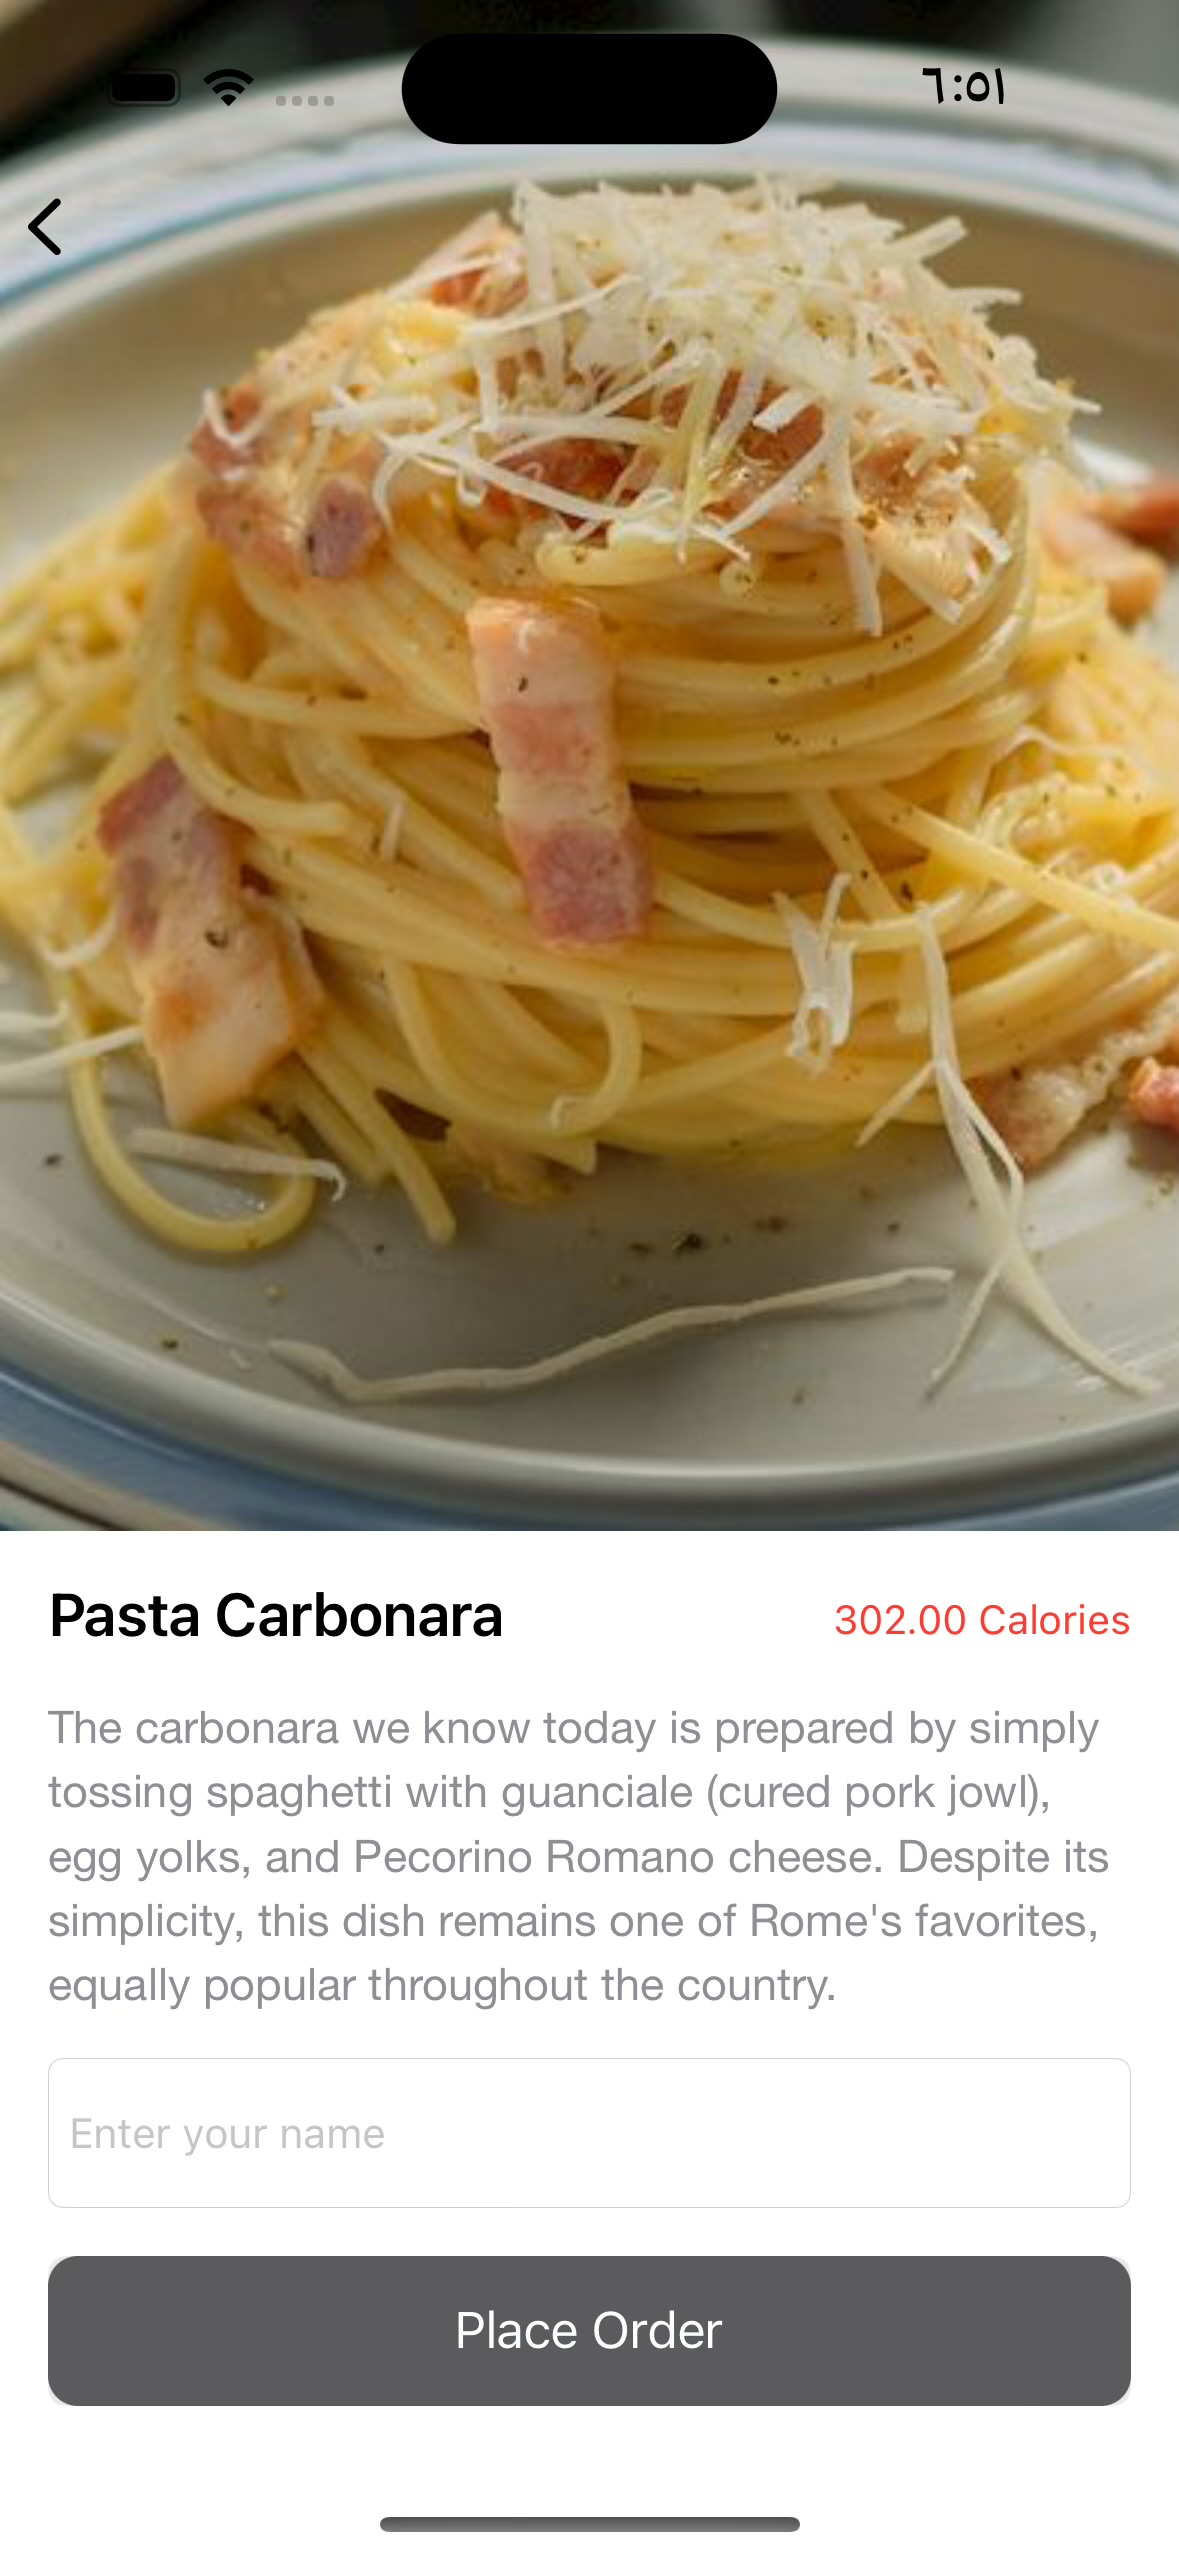 ٦:٥١
Pasta Carbonara
302.00 Calories
The carbonara we know today is prepared by simply
tossing spaghetti with guanciale (cured pork jowl),
egg yolks, and Pecorino Romano cheese. Despite its
simplicity, this dish remains one of Rome's favorites,
equally popular throughout the country.
Enter your name
Place Order